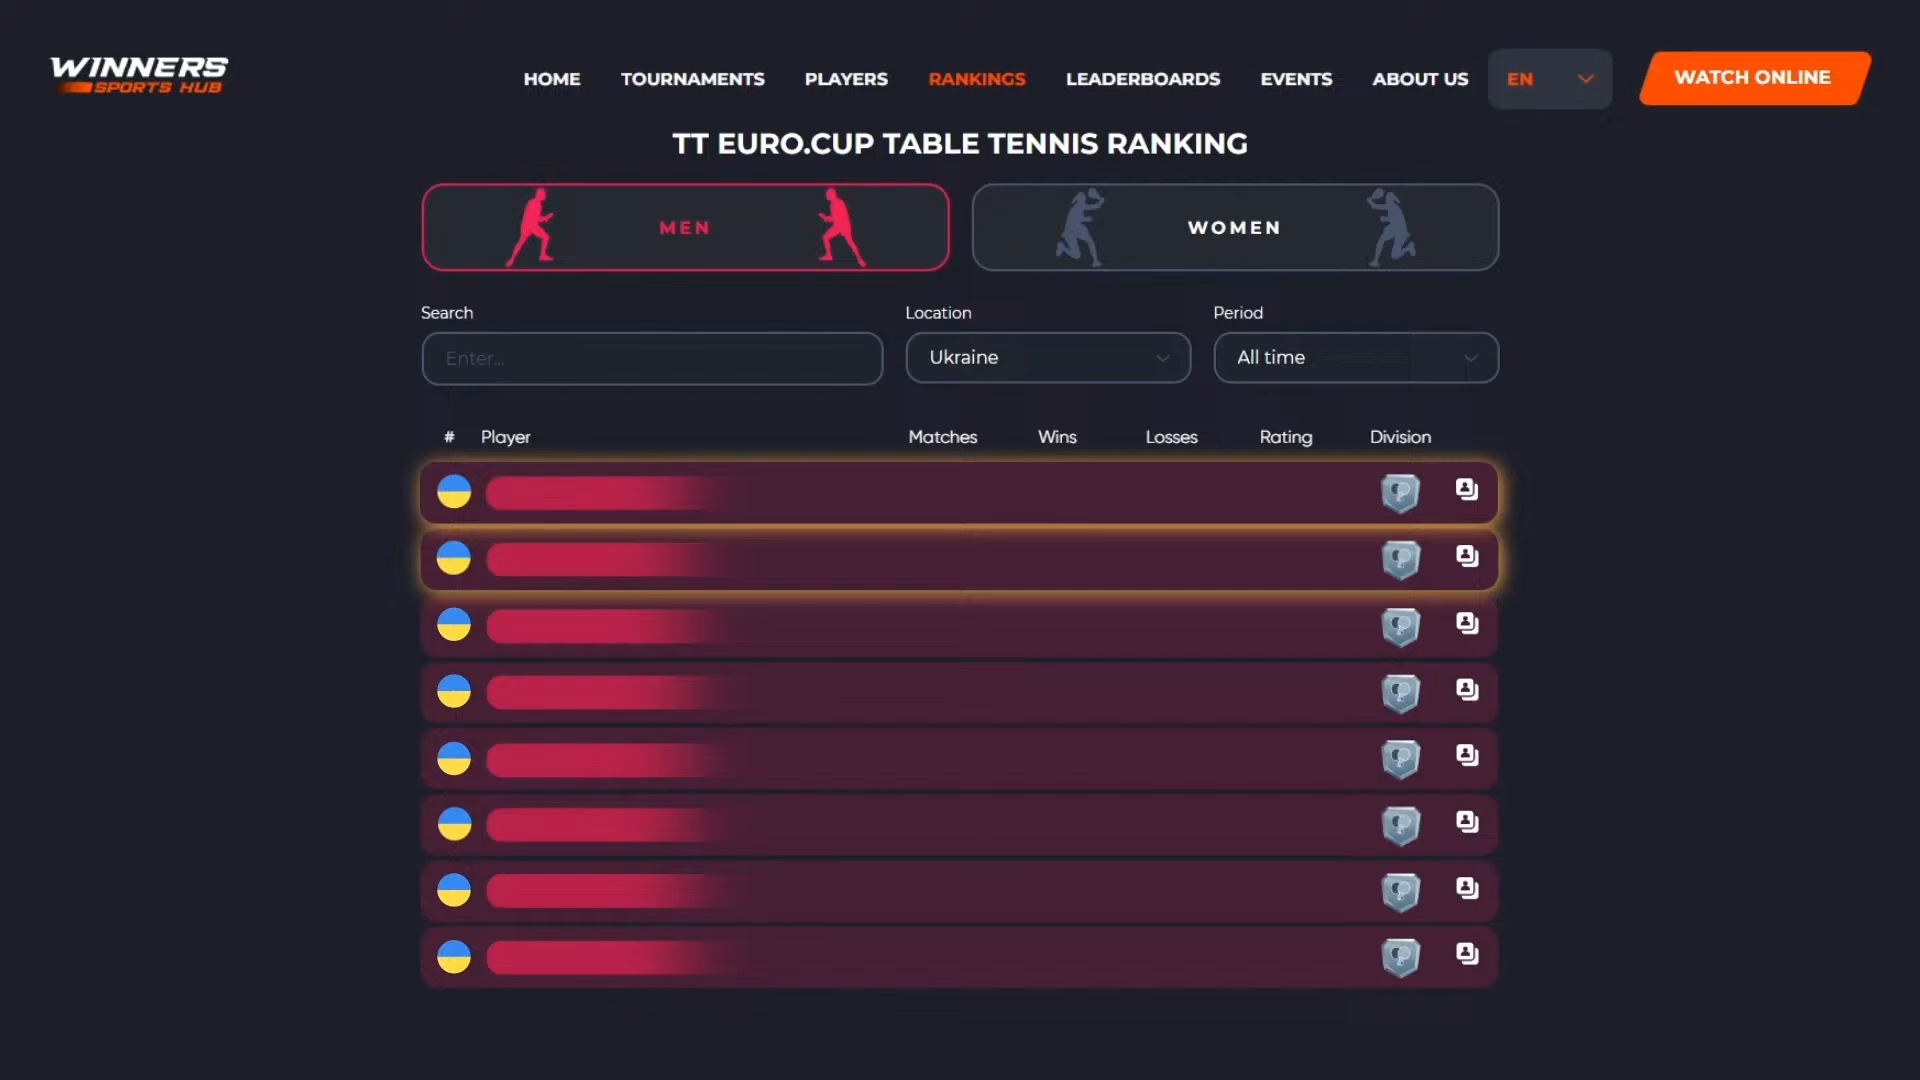 WINNERS
SPORTS HUB
HOME TOURNAMENTS PLAYERS RANKINGS LEADERBOARDS EVENTS ABOUT US EN WATCH ONLINE
TT EURO.CUP TABLE TENNIS RANKING
MEN WOMEN
Search Location Period
Enter... Ukraine All time
# Player Matches Wins Losses Rating Division